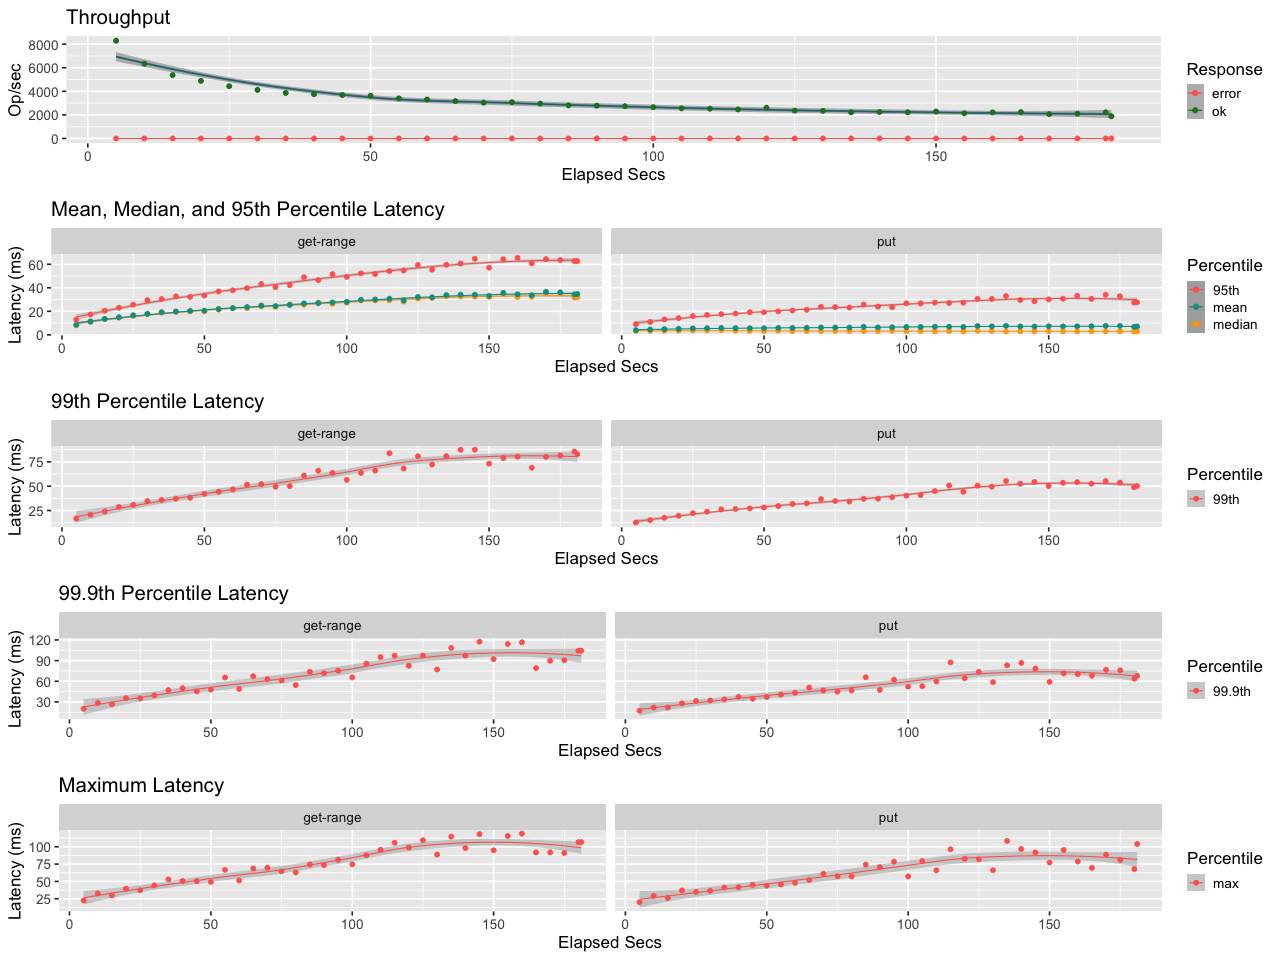 Throughput
Op/sec
8000
6000
4000
2000
0
0 50 100 150
Elapsed Secs
Response
error
ok
Mean, Median, and 95th Percentile Latency
get-range put
Latency (ms)
60
40
20
0
0 50 100 150 0 50 100 150
Elapsed Secs
Percentile
95th
mean
median
99th Percentile Latency
get-range put
Latency (ms)
75
50
25
0 50 100 150 0 50 100 150
Elapsed Secs
Percentile
99th
99.9th Percentile Latency
get-range put
Latency (ms)
120
90
60
30
0 50 100 150 0 50 100 150
Elapsed Secs
Percentile
99.9th
Maximum Latency
get-range put
Latency (ms)
100
75
50
25
0 50 100 150 0 50 100 150
Elapsed Secs
Percentile
max